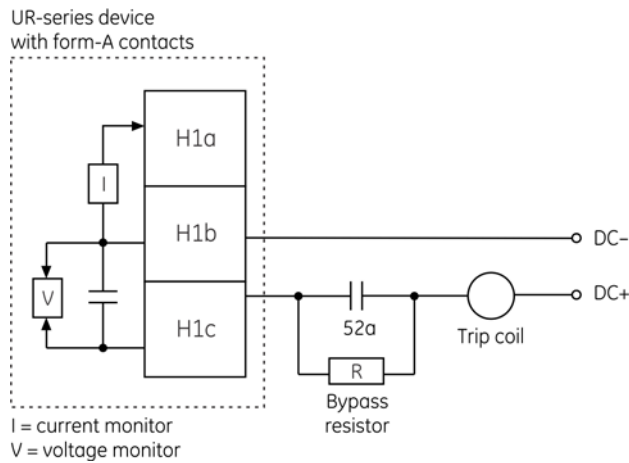 UR-series device
with form-A contacts
H1a
I
H1b
DC–
V
H1c
52a
DC+
Trip coil
R
Bypass
resistor
I = current monitor
V = voltage monitor